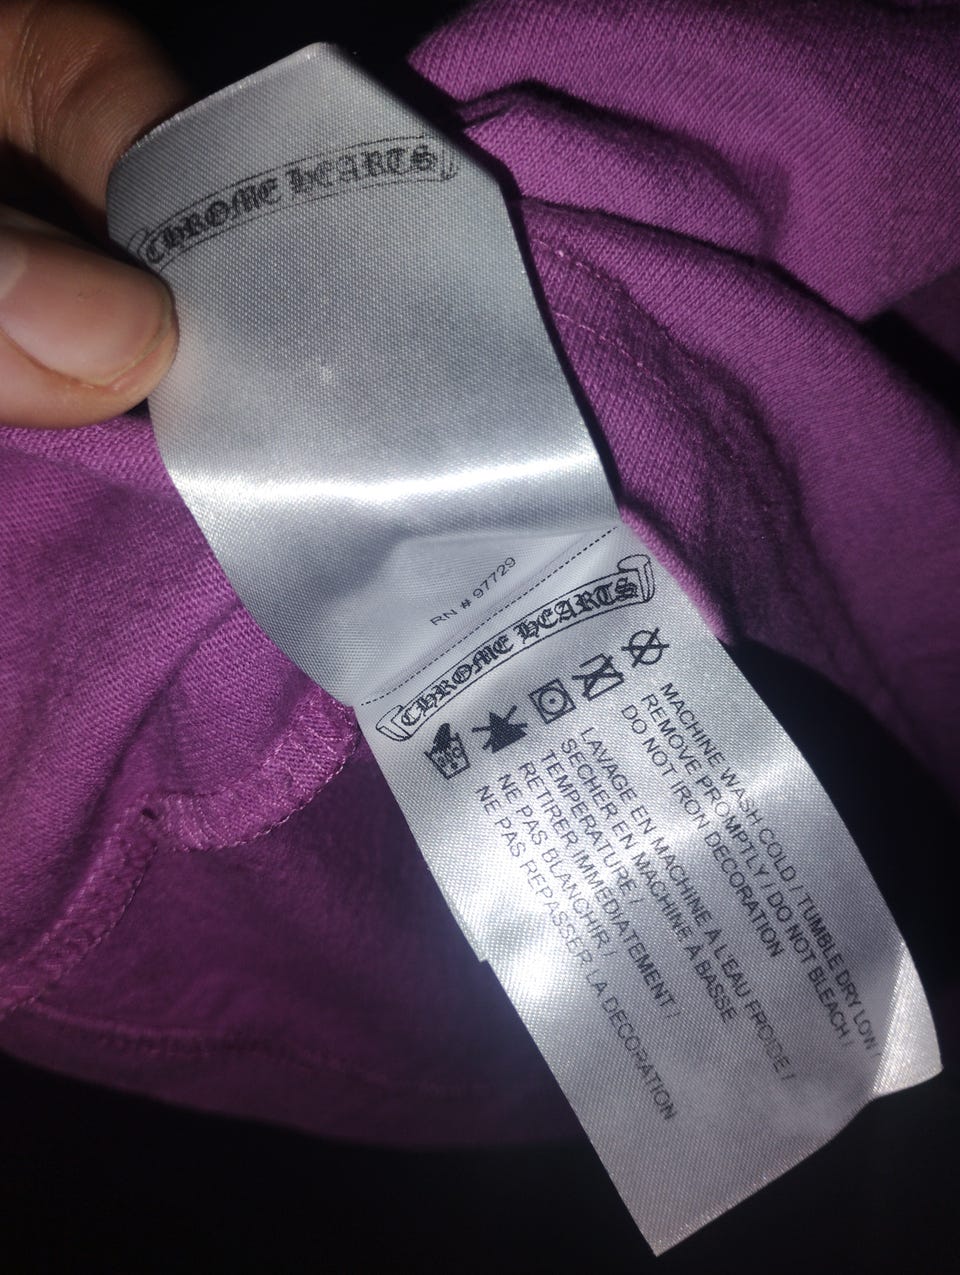 CHROME HEARTS
RN # 97729
CHROME HEARTS
30C
MACHINE WASH COLD / TUMBLE DRY LOW /
REMOVE PROMPTLY / DO NOT BLEACH /
DO NOT IRON DECORATION
LAVAGE EN MACHINE A L'EAU FROIDE /
SECHER EN MACHINE À BASSE
TEMPERATURE /
RETIRER IMMEDIATEMENT /
NE PAS BLANCHIR /
NE PAS REPASSER LA DECORATION